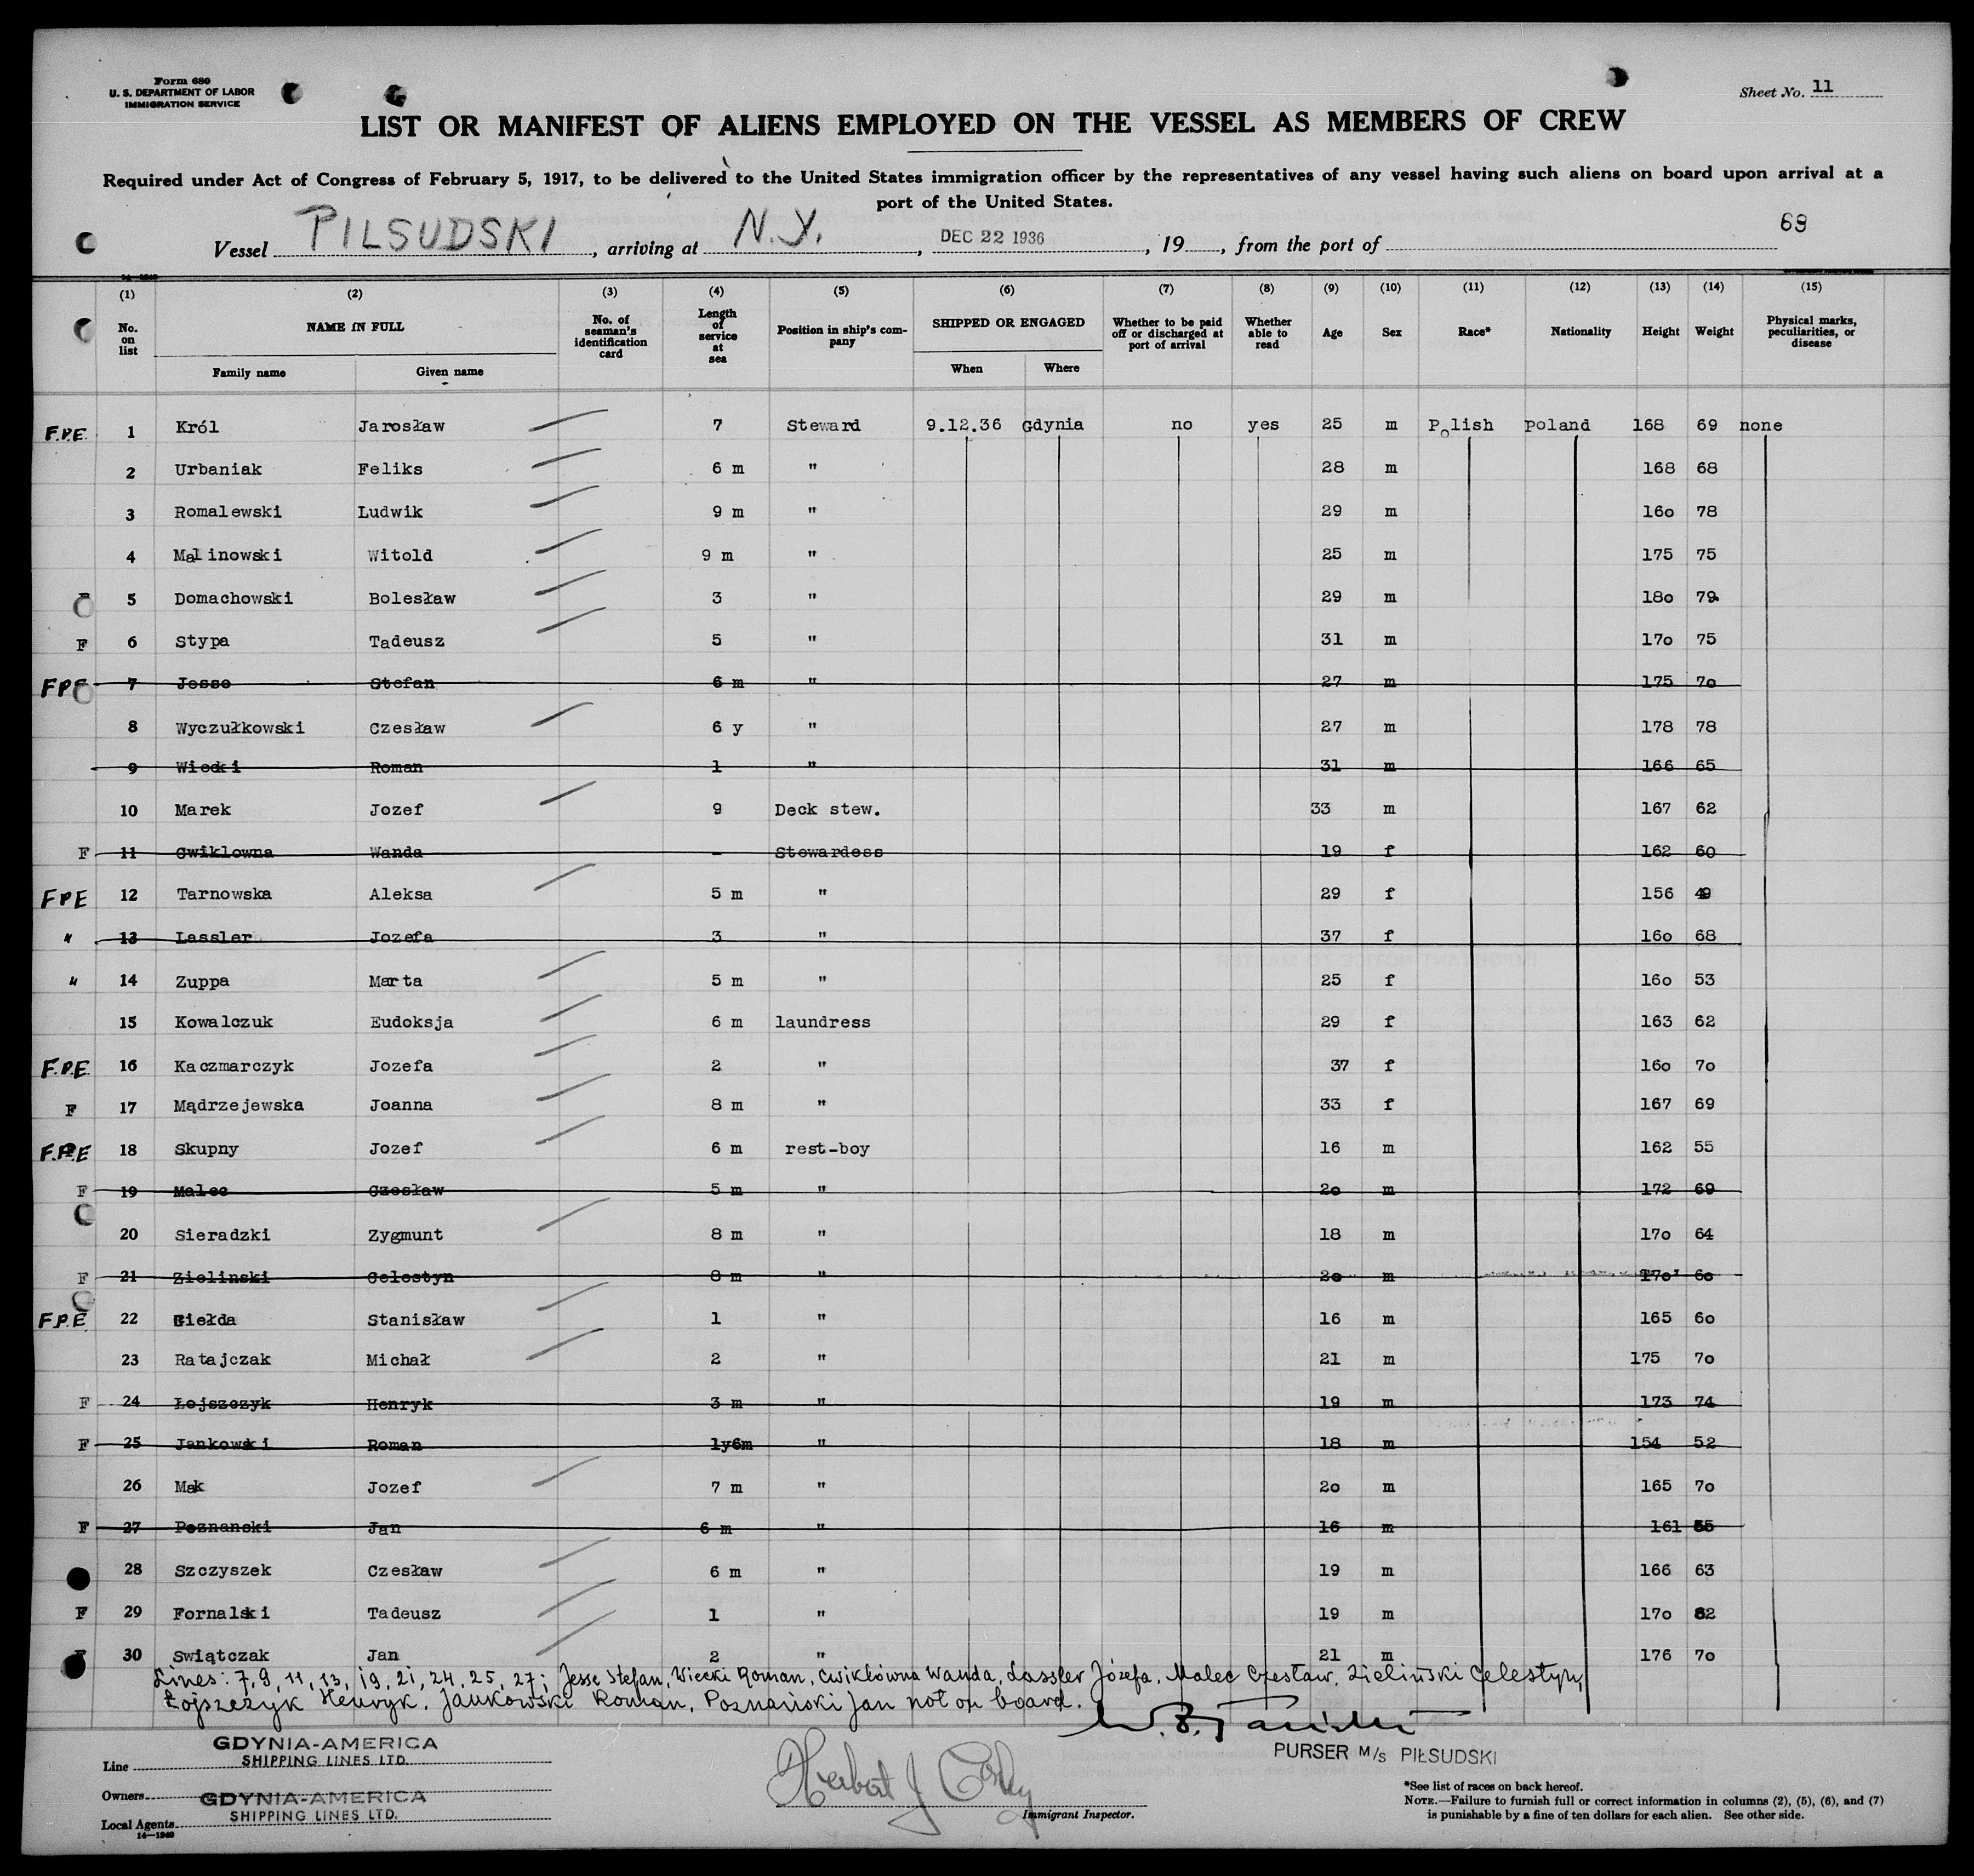 Form 680
U. S. DEPARTMENT OF LABOR
IMMIGRATION SERVICE
Sheet No. 11
LIST OR MANIFEST OF ALIENS EMPLOYED ON THE VESSEL AS MEMBERS OF CREW
Required under Act of Congress of February 5, 1917, to be delivered to the United States immigration officer by the representatives of any vessel having such aliens on board upon arrival at a
port of the United States.
69
Vessel PILSUDSKI, arriving at N.Y., DEC 22 1936, 19, from the port of
(1) (2) (3) (4) (5) (6) (7) (8) (9) (10) (11) (12) (13) (14) (15)
No. on list NAME IN FULL Family name Given name No. of seaman's identification card Length of service at sea Position in ship's company SHIPPED OR ENGAGED When Where Whether to be paid off or discharged at port of arrival Whether able to read Age Sex Race* Nationality Height Weight Physical marks, peculiarities, or disease
F.P.E. 1 Król Jarosław 7 Steward 9.12.36 Gdynia no yes 25 m Polish Poland 168 69 none
2 Urbaniak Feliks 6 m " 28 m 168 68
3 Romalewski Ludwik 9 m " 29 m 160 78
4 Malinowski Witold 9 m " 25 m 175 75
5 Domachowski Bolesław 3 " 29 m 180 79
F 6 Stypa Tadeusz 5 " 31 m 170 75
FPE 7 Jesse Stefan 6 m " 27 m 175 70
8 Wyczułkowski Czesław 6 y " 27 m 178 78
9 Wiecki Roman 1 " 31 m 166 65
10 Marek Jozef 9 Deck stew. 33 m 167 62
F 11 Cwiklowna Wanda - Stewardess 19 f 162 60
FPE 12 Tarnowska Aleksa 5 m " 29 f 156 49
" 13 Lassler Jozefa 3 " 37 f 160 68
" 14 Zuppa Marta 5 m " 25 f 160 53
15 Kowalczuk Eudoksja 6 m laundress 29 f 163 62
F.P.E. 16 Kaczmarczyk Jozefa 2 " 37 f 160 70
F 17 Mądrzejewska Joanna 8 m " 33 f 167 69
F.P.E 18 Skupny Jozef 6 m rest-boy 16 m 162 55
F 19 Malec Czesław 5 m " 20 m 172 69
20 Sieradzki Zygmunt 8 m " 18 m 170 64
F 21 Zielinski Celestyn 8 m " 20 m 170 60
F.P.E. 22 Giełda Stanisław 1 " 16 m 165 60
23 Ratajczak Michał 2 " 21 m 175 70
F 24 Łojszczyk Henryk 3 m " 19 m 173 74
F 25 Jankowski Roman 1y6m " 18 m 154 52
26 Mak Jozef 7 m " 20 m 165 70
F 27 Poznanski Jan 6 m " 16 m 161 55
28 Szczyszek Czesław 6 m " 19 m 166 63
F 29 Fornalski Tadeusz 1 " 19 m 170 82
F 30 Swiątczak Jan 2 " 21 m 176 70
Lines: 7, 9, 11, 13, 19, 21, 24, 25, 27; Jesse Stefan, Wiecki Roman, Cwiklówna Wanda, Lassler Józefa, Malec Czesław, Zieliński Celestyn,
Łojszczyk Henryk, Jankowski Roman, Poznański Jan not on board.
Line GDYNIA-AMERICA SHIPPING LINES LTD.
Owners GDYNIA-AMERICA SHIPPING LINES LTD.
Local Agents
14—1240
Herbert J
Immigrant Inspector.
PURSER M/S PIŁSUDSKI
*See list of races on back hereof.
NOTE.—Failure to furnish full or correct information in columns (2), (5), (6), and (7)
is punishable by a fine of ten dollars for each alien. See other side.